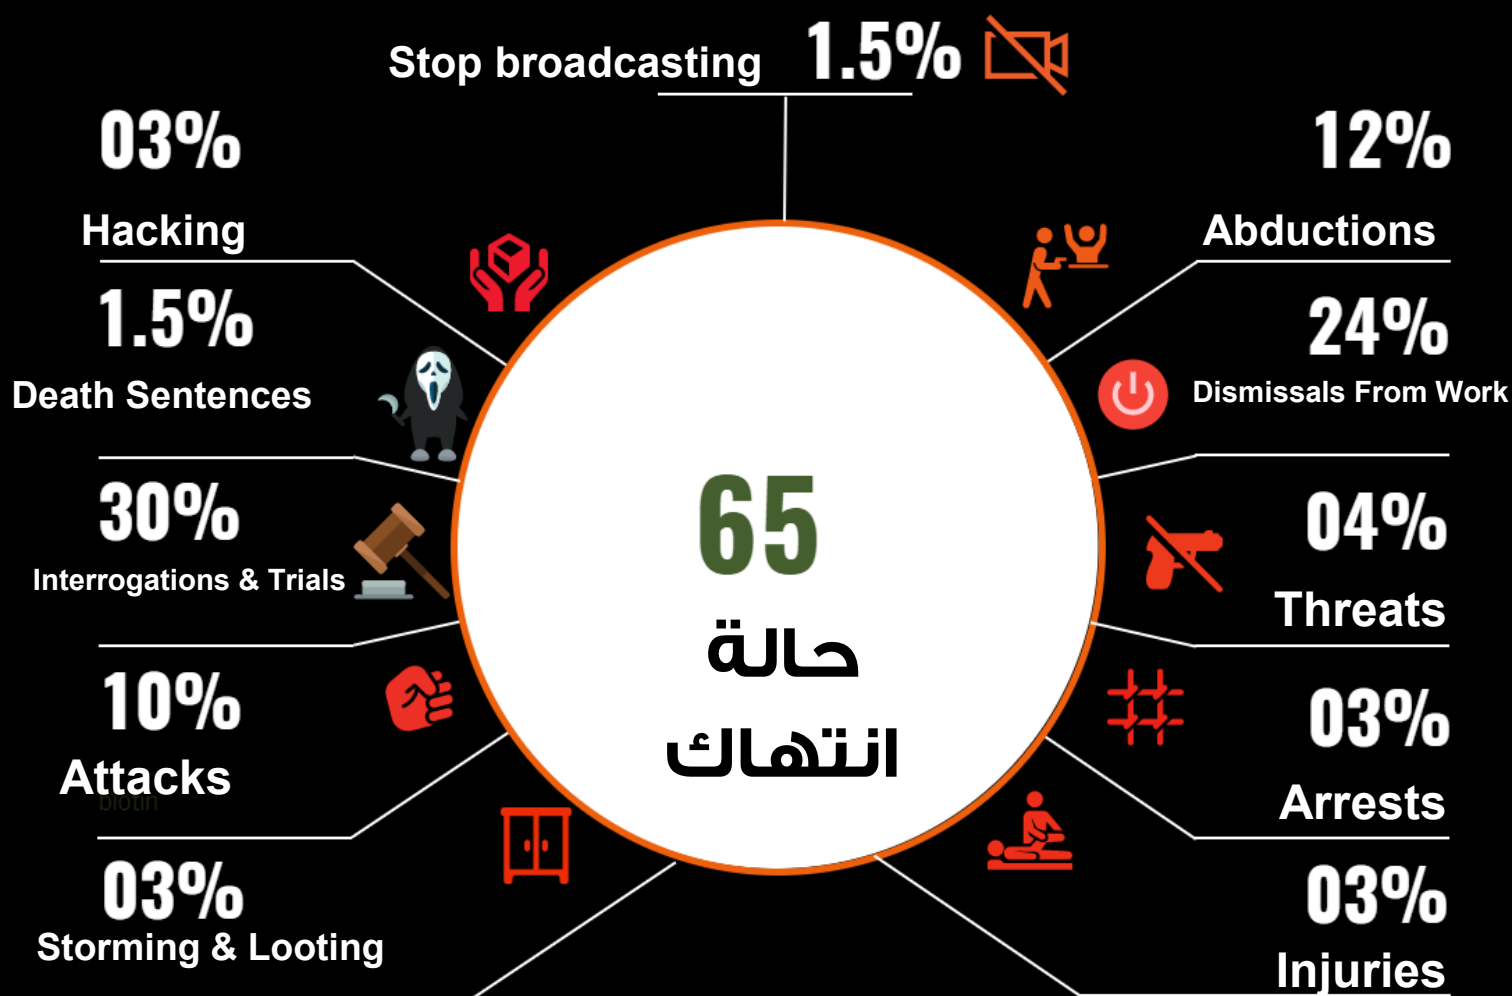 Stop broadcasting 1.5%
03%
Hacking
1.5%
Death Sentences
30%
Interrogations & Trials
10%
Attacks
biotin
03%
Storming & Looting
12%
Abductions
24%
Dismissals From Work
04%
Threats
03%
Arrests
03%
Injuries
65
حالة
انتهاك